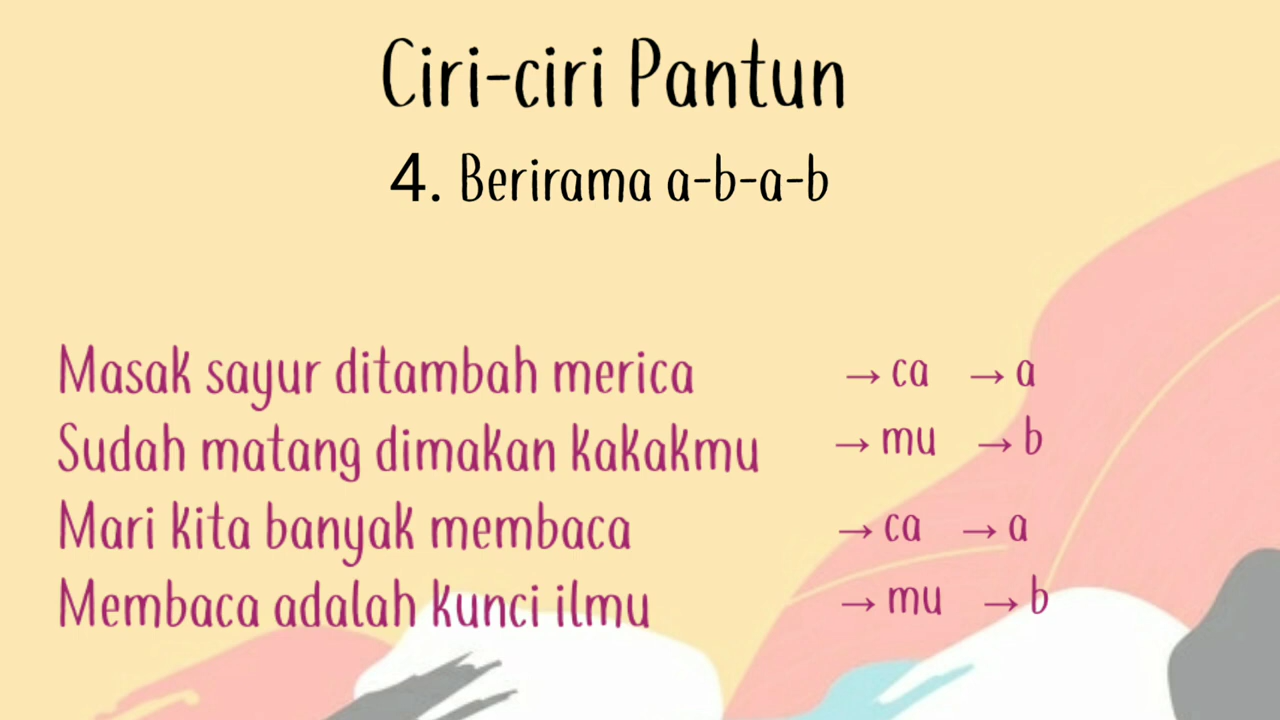 Ciri-ciri Pantun
4. Berirama a-b-a-b
Masak sayur ditambah merica → ca → a
Sudah matang dimakan kakakmu → mu → b
Mari kita banyak membaca → ca → a
Membaca adalah kunci ilmu → mu → b